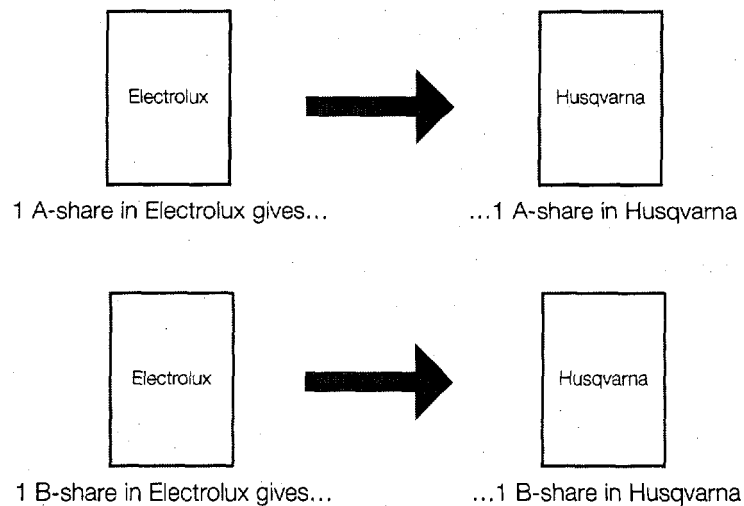 Electrolux
Husqvarna
1 A-share in Electrolux gives...
...1 A-share in Husqvarna
Electrolux
Husqvarna
1 B-share in Electrolux gives...
...1 B-share in Husqvarna